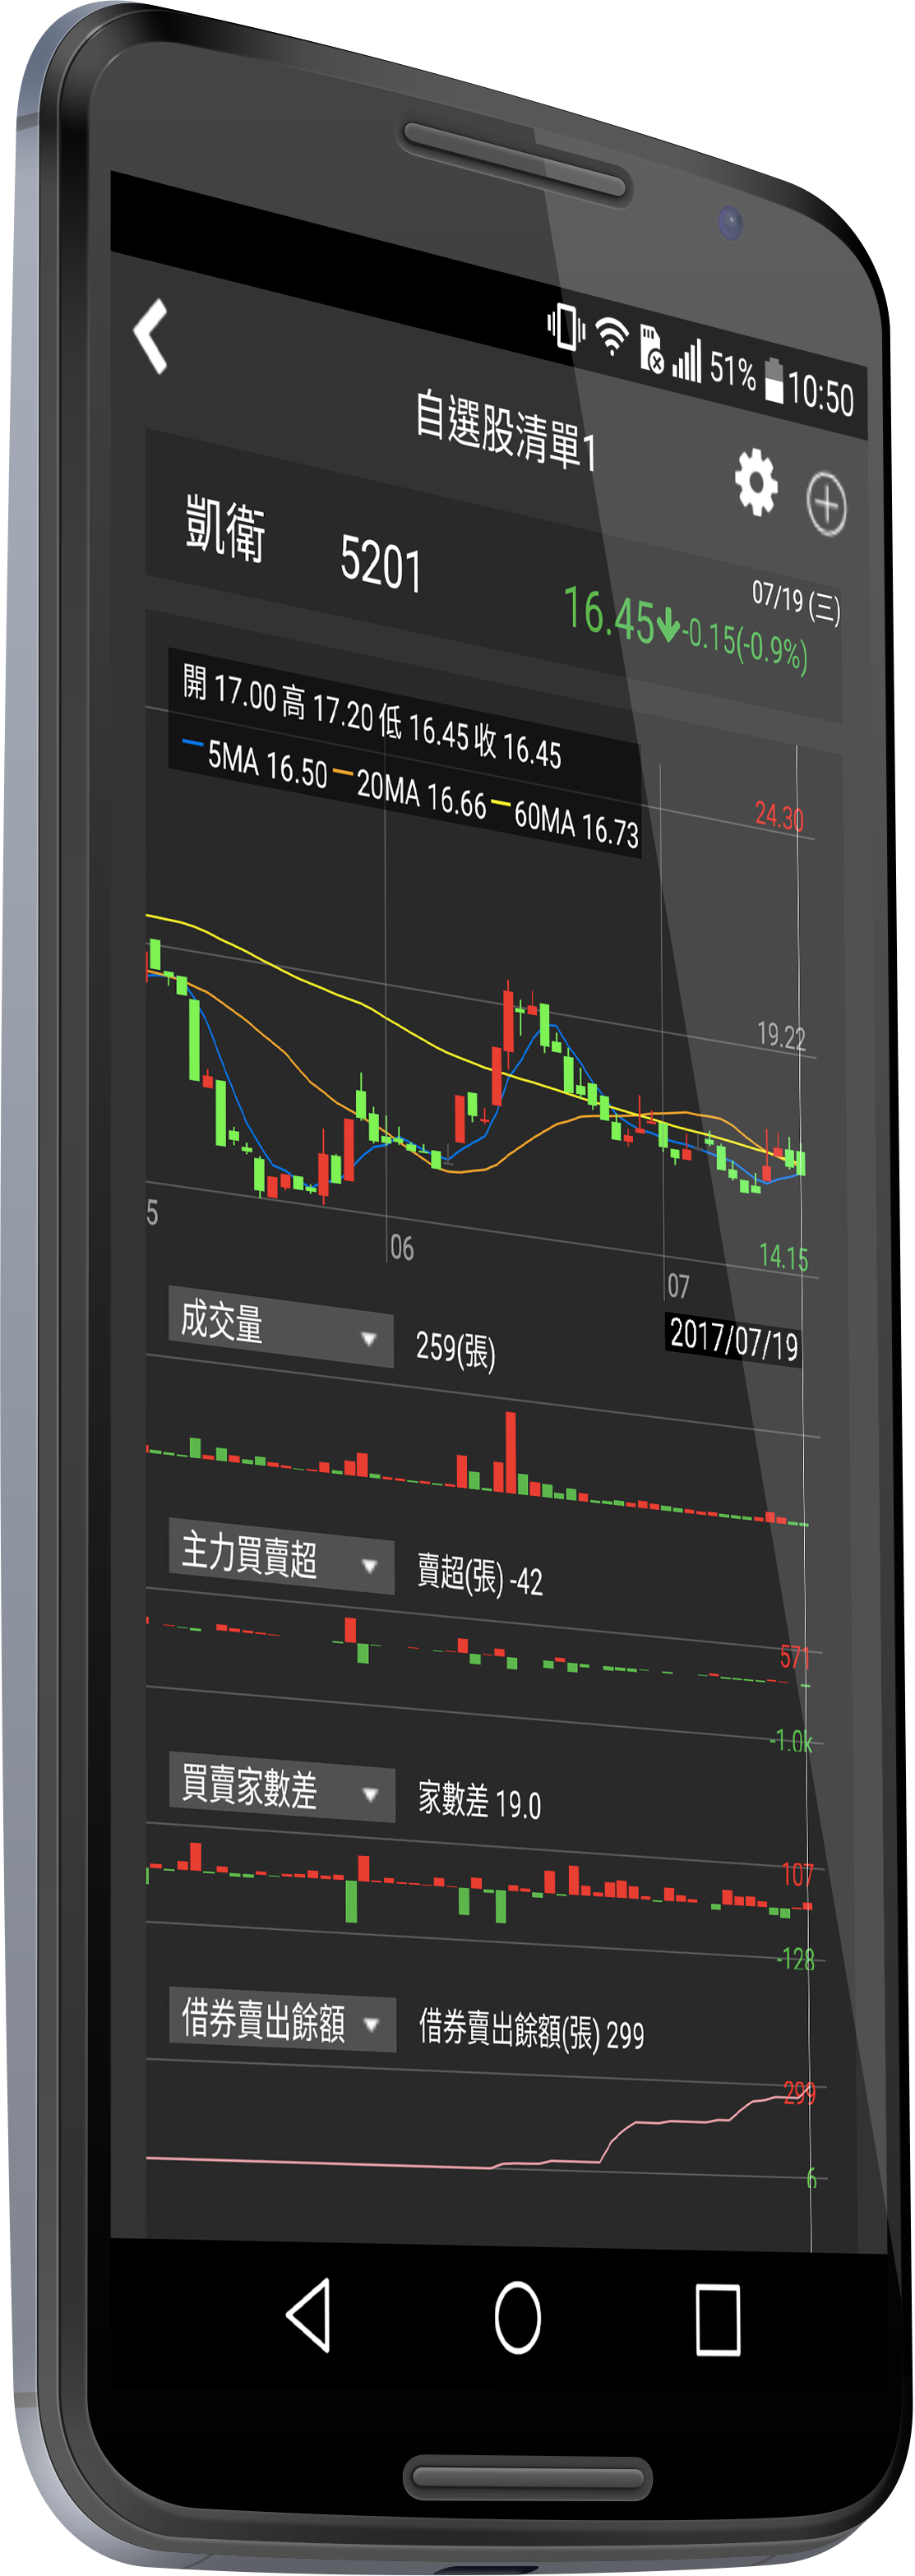 51% 10:50
自選股清單1
凱衛 5201
07/19 (三)
16.45 -0.15(-0.9%)
開 17.00 高 17.20 低 16.45 收 16.45
5MA 16.50 20MA 16.66 60MA 16.73
24.30
19.22
14.15
5 06 07
2017/07/19
成交量 259(張)
主力買賣超 賣超(張) -42
571
-1.0k
買賣家數差 家數差 19.0
107
-128
借券賣出餘額 借券賣出餘額(張) 299
299
6